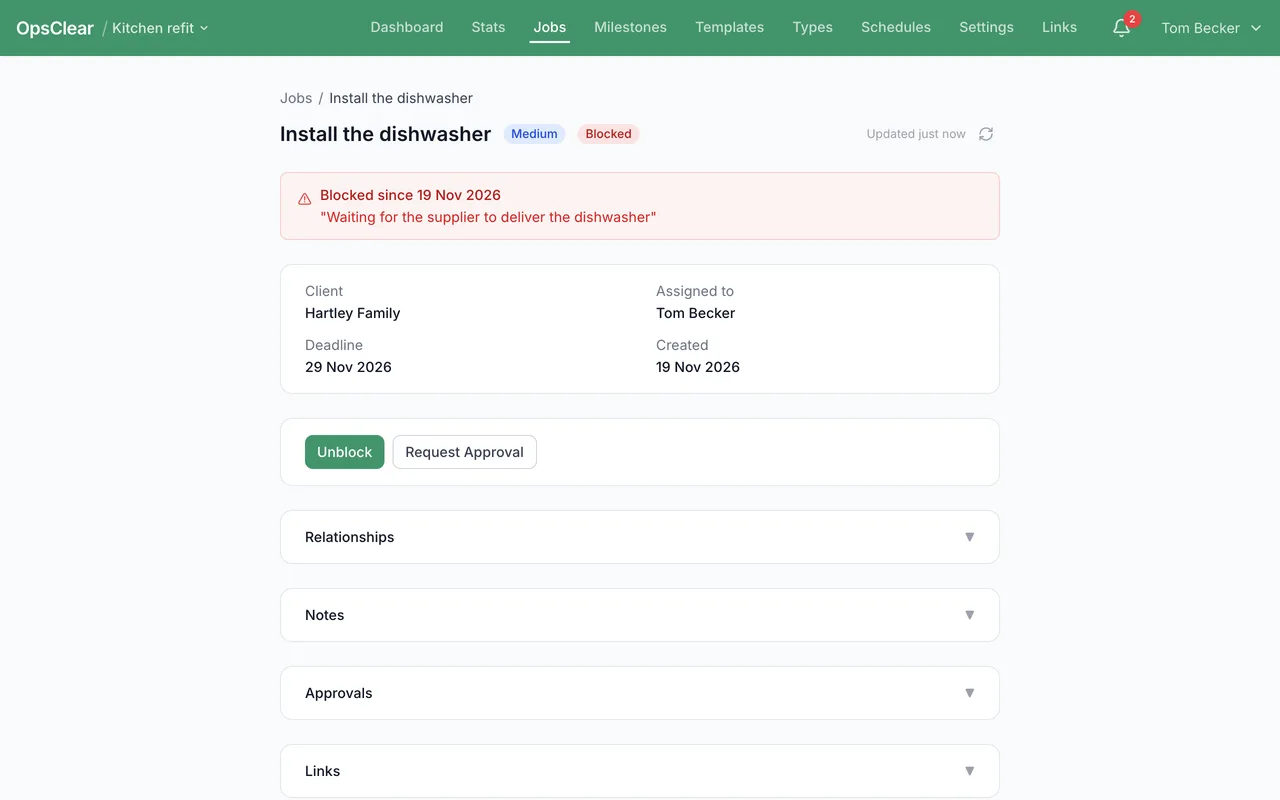 OpsClear / Kitchen refit
Dashboard Stats Jobs Milestones Templates Types Schedules Settings Links 2 Tom Becker
Jobs / Install the dishwasher
Install the dishwasher Medium Blocked Updated just now
Blocked since 19 Nov 2026
"Waiting for the supplier to deliver the dishwasher"
Client Assigned to
Hartley Family Tom Becker
Deadline Created
29 Nov 2026 19 Nov 2026
Unblock Request Approval
Relationships
Notes
Approvals
Links